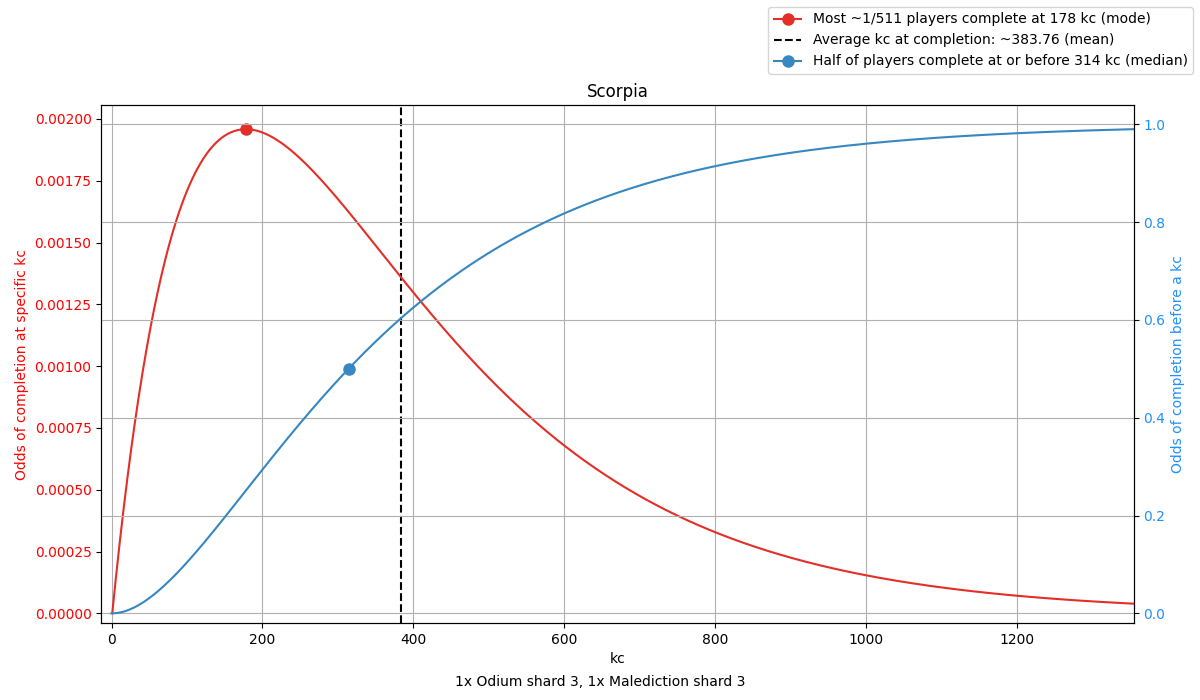 Most ~1/511 players complete at 178 kc (mode)
Average kc at completion: ~383.76 (mean)
Half of players complete at or before 314 kc (median)
Scorpia
0.00200
0.00175
0.00150
0.00125
0.00100
0.00075
0.00050
0.00025
0.00000
Odds of completion at specific kc
1.0
0.8
0.6
0.4
0.2
0.0
Odds of completion before a kc
0 200 400 600 800 1000 1200
kc
1x Odium shard 3, 1x Malediction shard 3